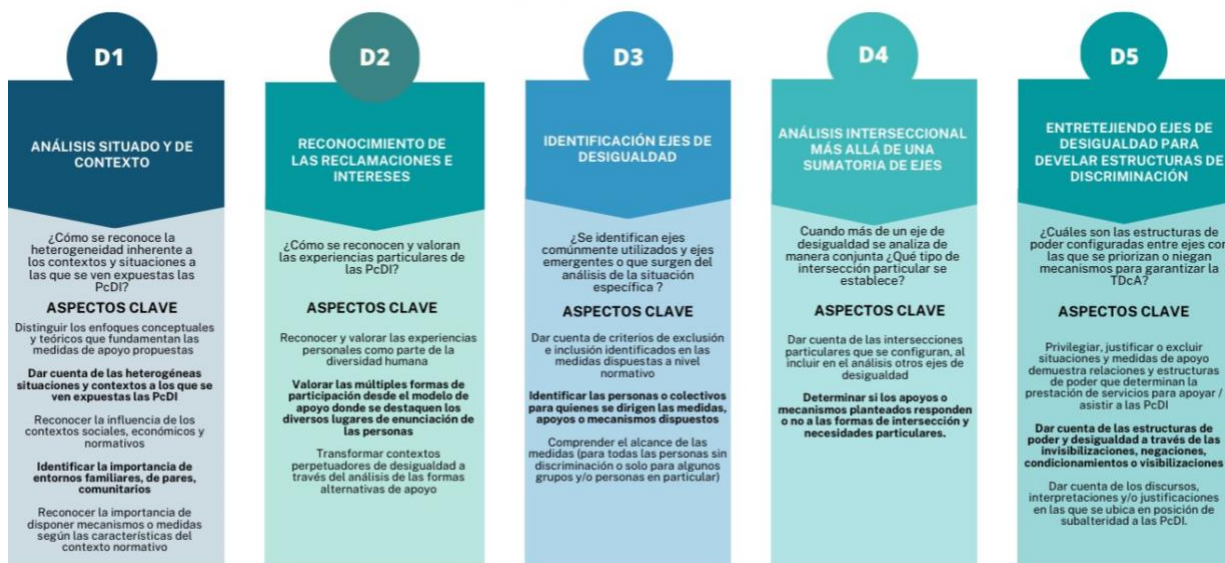 D1
ANÁLISIS SITUADO Y DE
CONTEXTO
¿Cómo se reconoce la
heterogeneidad inherente a
los contextos y situaciones a
las que se ven expuestas las
PcDI?
ASPECTOS CLAVE
Distinguir los enfoques conceptuales
y teóricos que fundamentan las
medidas de apoyo propuestas
Dar cuenta de las heterogéneas
situaciones y contextos a los que se
ven expuestas las PcDI
Reconocer la influencia de los
contextos sociales, económicos y
normativos
Identificar la importancia de
entornos familiares, de pares,
comunitarios
Reconocer la importancia de
disponer mecanismos o medidas
según las características del
contexto normativo
D2
RECONOCIMIENTO DE
LAS RECLAMACIONES E
INTERESES
¿Cómo se reconocen y valoran
las experiencias particulares de
las PcDI?
ASPECTOS CLAVE
Reconocer y valorar las experiencias
personales como parte de la
diversidad humana
Valorar las múltiples formas de
participación desde el modelo de
apoyo donde se destaquen los
diversos lugares de enunciación de
las personas
Transformar contextos
perpetuadores de desigualdad a
través del análisis de las formas
alternativas de apoyo
D3
IDENTIFICACIÓN EJES DE
DESIGUALDAD
¿Se identifican ejes
comúnmente utilizados y ejes
emergentes o que surgen del
análisis de la situación
específica ?
ASPECTOS CLAVE
Dar cuenta de criterios de exclusión
e inclusión identificados en las
medidas dispuestas a nivel
normativo
Identificar las personas o colectivos
para quienes se dirigen las medidas,
apoyos o mecanismos dispuestos
Comprender el alcance de las
medidas (para todas las personas sin
discriminación o solo para algunos
grupos y/o personas en particular)
D4
ANÁLISIS INTERSECCIONAL
MÁS ALLÁ DE UNA
SUMATORIA DE EJES
Cuando más de un eje de
desigualdad se analiza de
manera conjunta ¿Qué tipo de
intersección particular se
establece?
ASPECTOS CLAVE
Dar cuenta de las intersecciones
particulares que se configuran, al
incluir en el análisis otros ejes de
desigualdad
Determinar si los apoyos o
mecanismos planteados responden
o no a las formas de intersección y
necesidades particulares.
D5
ENTRETEJIENDO EJES DE
DESIGUALDAD PARA
DEVELAR ESTRUCTURAS DE
DISCRIMINACIÓN
¿Cuáles son las estructuras de
poder configuradas entre ejes con
las que se priorizan o niegan
mecanismos para garantizar la
TDcA?
ASPECTOS CLAVE
Privilegiar, justificar o excluir
situaciones y medidas de apoyo
demuestra relaciones y estructuras
de poder que determinan la
prestación de servicios para apoyar /
asistir a las PcDI
Dar cuenta de las estructuras de
poder y desigualdad a través de las
invisibilizaciones, negaciones,
condicionamientos o visibilizaciones
Dar cuenta de los discursos,
interpretaciones y/o justificaciones
en las que se ubica en posición de
subalteridad a las PcDI.